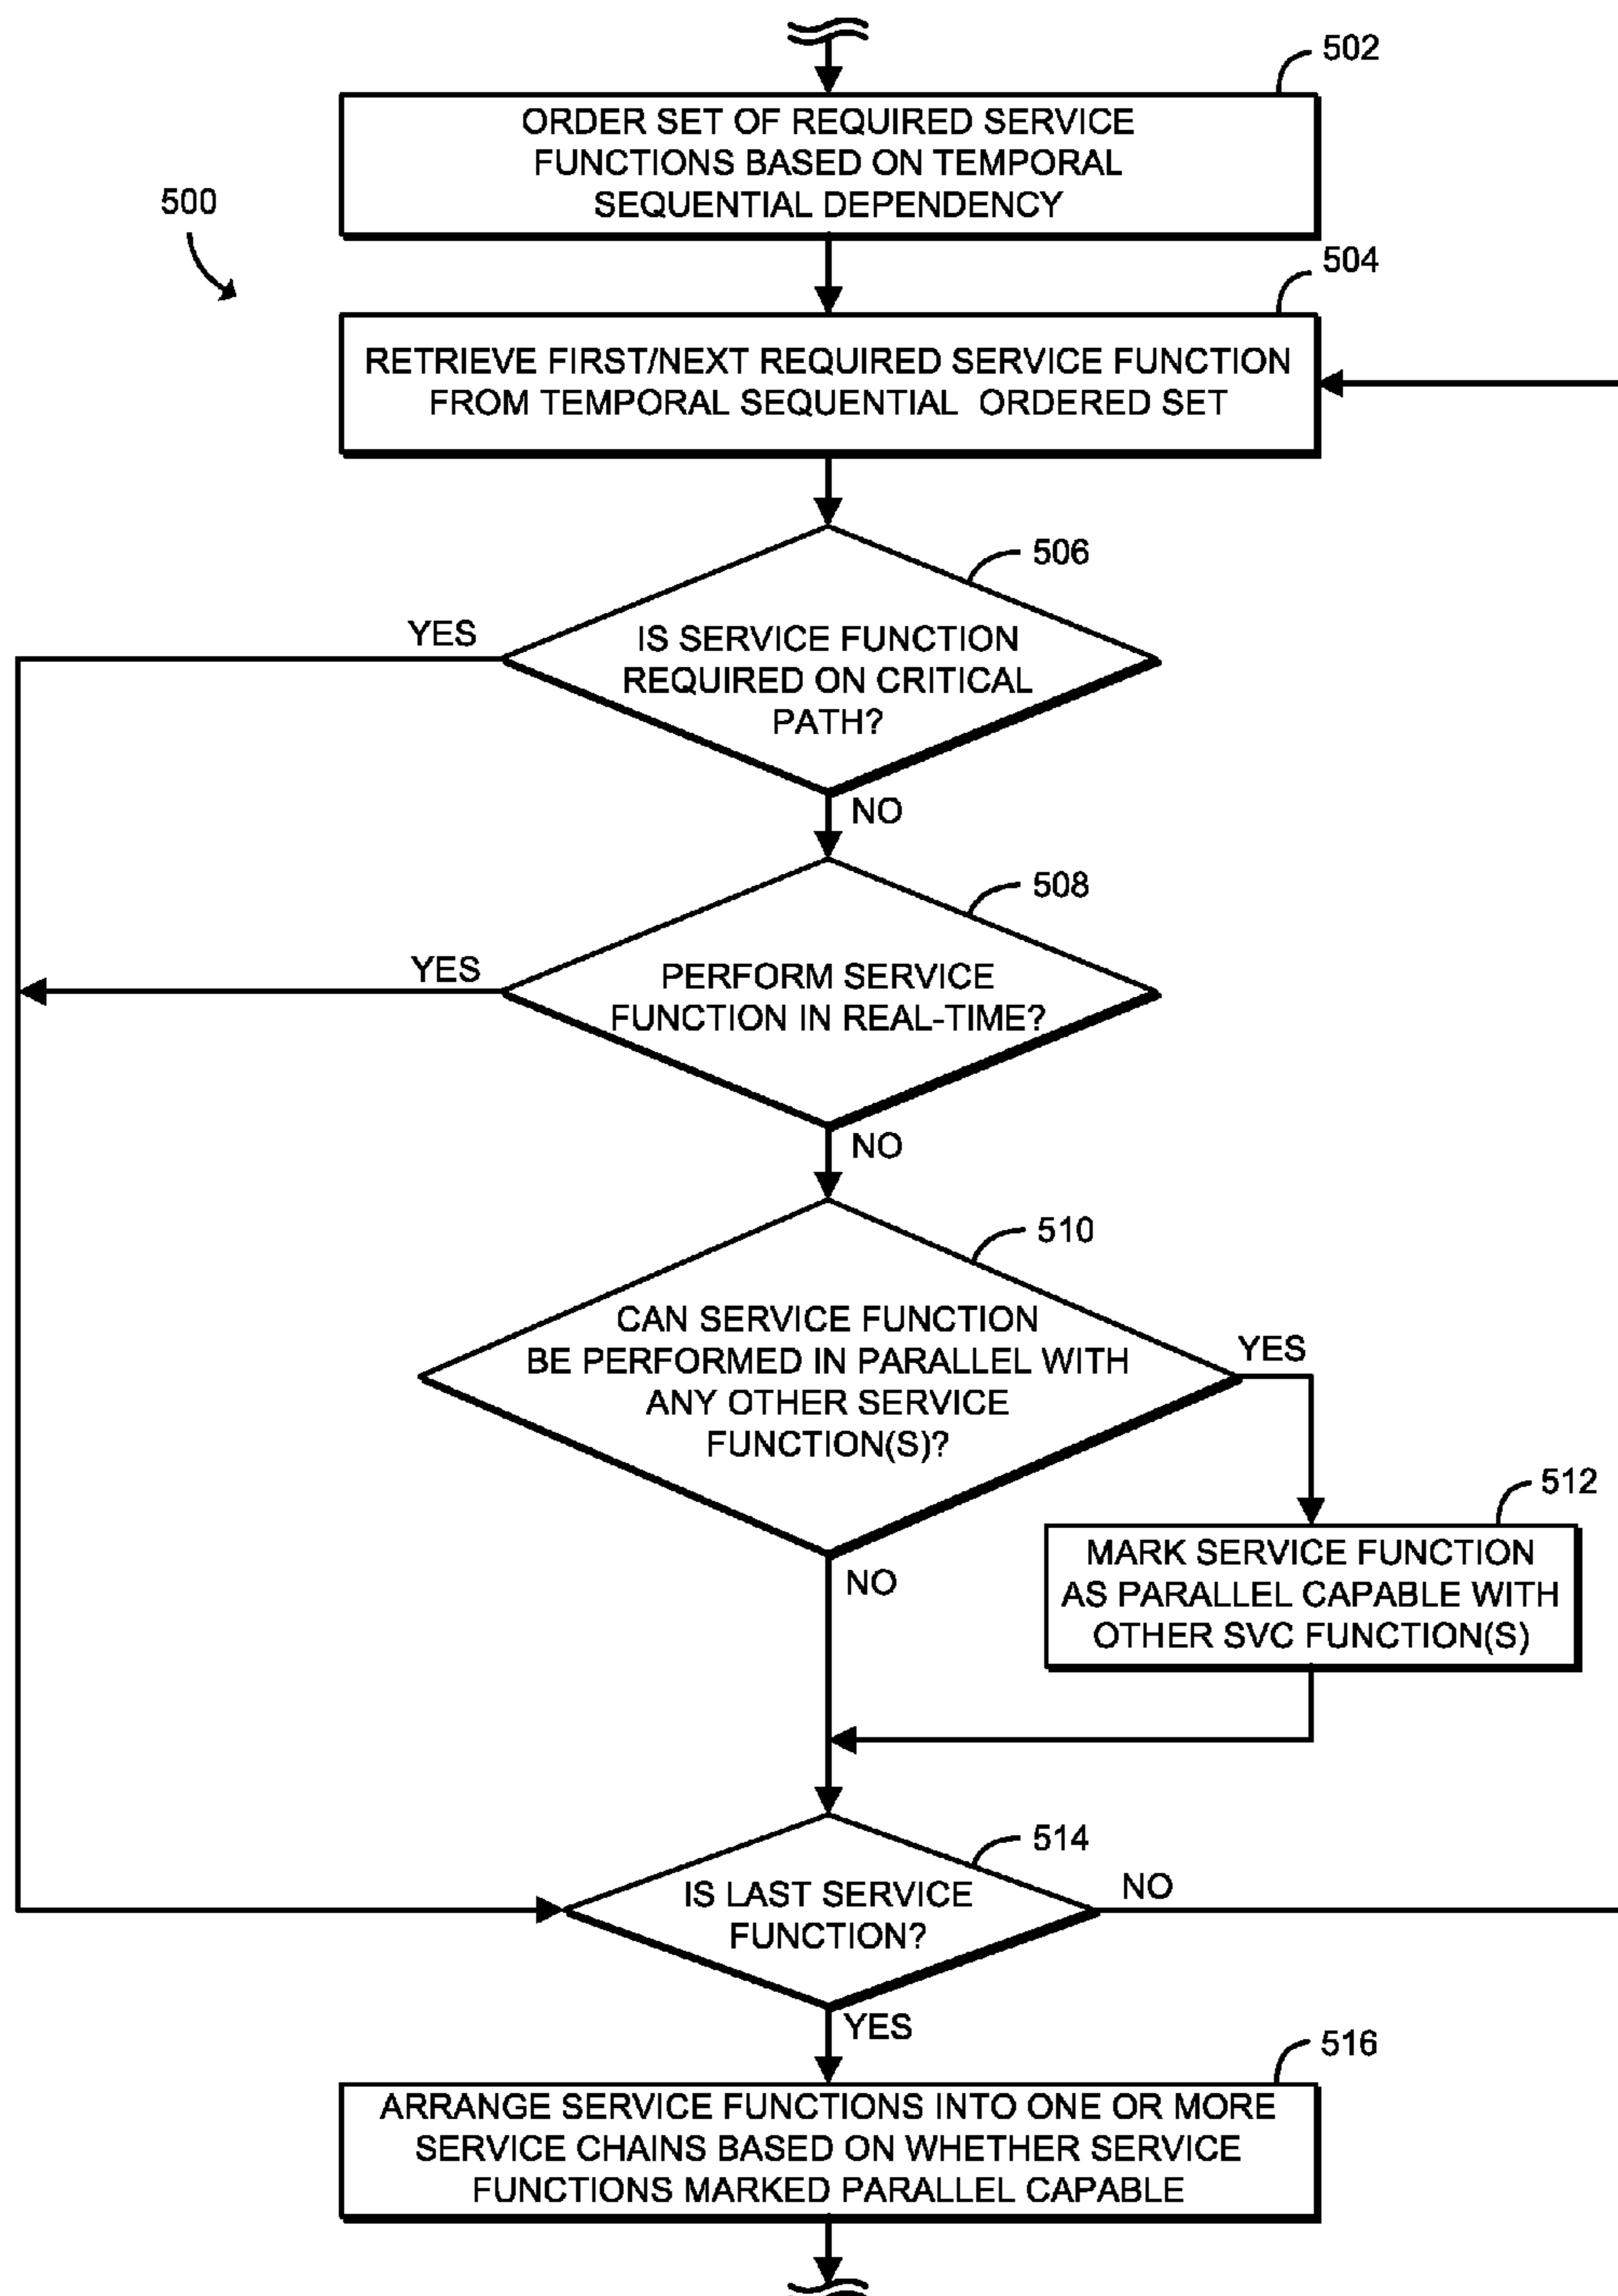 502
ORDER SET OF REQUIRED SERVICE
FUNCTIONS BASED ON TEMPORAL
SEQUENTIAL DEPENDENCY
500
504
RETRIEVE FIRST/NEXT REQUIRED SERVICE FUNCTION
FROM TEMPORAL SEQUENTIAL ORDERED SET
506
YES
IS SERVICE FUNCTION
REQUIRED ON CRITICAL
PATH?
NO
508
YES
PERFORM SERVICE
FUNCTION IN REAL-TIME?
NO
510
CAN SERVICE FUNCTION
BE PERFORMED IN PARALLEL WITH
ANY OTHER SERVICE
FUNCTION(S)?
YES
512
MARK SERVICE FUNCTION
AS PARALLEL CAPABLE WITH
OTHER SVC FUNCTION(S)
NO
514
IS LAST SERVICE
FUNCTION?
NO
YES
516
ARRANGE SERVICE FUNCTIONS INTO ONE OR MORE
SERVICE CHAINS BASED ON WHETHER SERVICE
FUNCTIONS MARKED PARALLEL CAPABLE